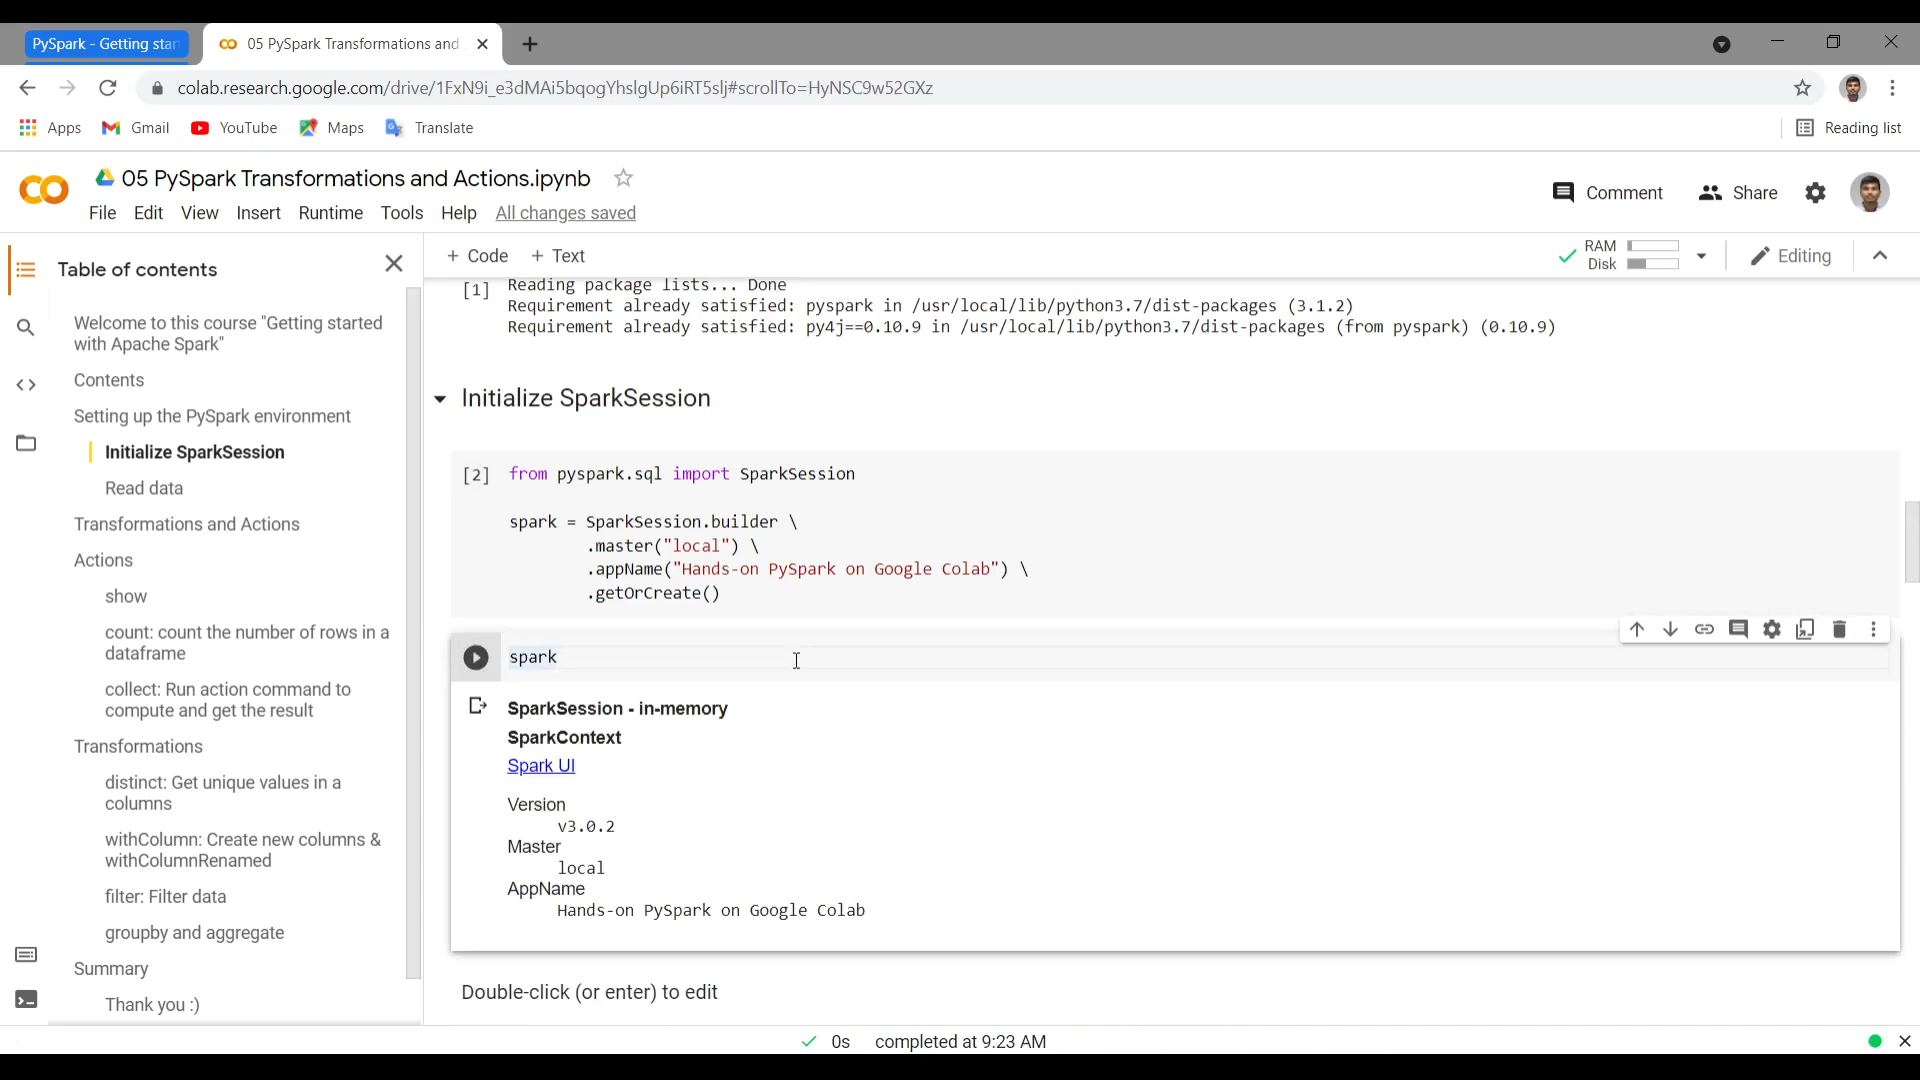 PySpark - Getting star
05 PySpark Transformations and
colab.research.google.com/drive/1FxN9i_e3dMAi5bqogYhslgUp6iRT5slj#scrollTo=HyNSC9w52GXz
Apps Gmail YouTube Maps Translate Reading list
05 PySpark Transformations and Actions.ipynb
Comment Share
File Edit View Insert Runtime Tools Help All changes saved
Table of contents
+ Code + Text
RAM
Disk
Editing
Welcome to this course "Getting started
with Apache Spark"
Contents
Setting up the PySpark environment
Initialize SparkSession
Read data
Transformations and Actions
Actions
show
count: count the number of rows in a
dataframe
collect: Run action command to
compute and get the result
Transformations
distinct: Get unique values in a
columns
withColumn: Create new columns &
withColumnRenamed
filter: Filter data
groupby and aggregate
Summary
Thank you :)
[1] Reading package lists... Done
Requirement already satisfied: pyspark in /usr/local/lib/python3.7/dist-packages (3.1.2)
Requirement already satisfied: py4j==0.10.9 in /usr/local/lib/python3.7/dist-packages (from pyspark) (0.10.9)
Initialize SparkSession
[2] from pyspark.sql import SparkSession
spark = SparkSession.builder \
.master("local") \
.appName("Hands-on PySpark on Google Colab") \
.getOrCreate()
spark
SparkSession - in-memory
SparkContext
Spark UI
Version
v3.0.2
Master
local
AppName
Hands-on PySpark on Google Colab
Double-click (or enter) to edit
0s completed at 9:23 AM